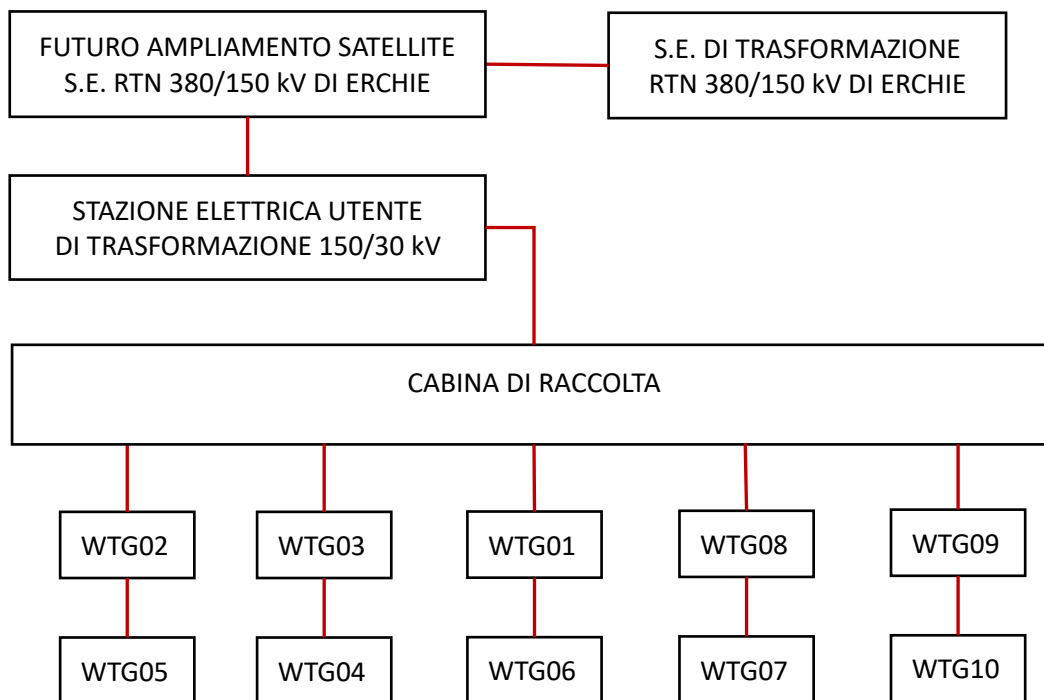 FUTURO AMPLIAMENTO SATELLITE
S.E. RTN 380/150 kV DI ERCHIE
S.E. DI TRASFORMAZIONE
RTN 380/150 kV DI ERCHIE
STAZIONE ELETTRICA UTENTE
DI TRASFORMAZIONE 150/30 kV
CABINA DI RACCOLTA
WTG02
WTG03
WTG01
WTG08
WTG09
WTG05
WTG04
WTG06
WTG07
WTG10